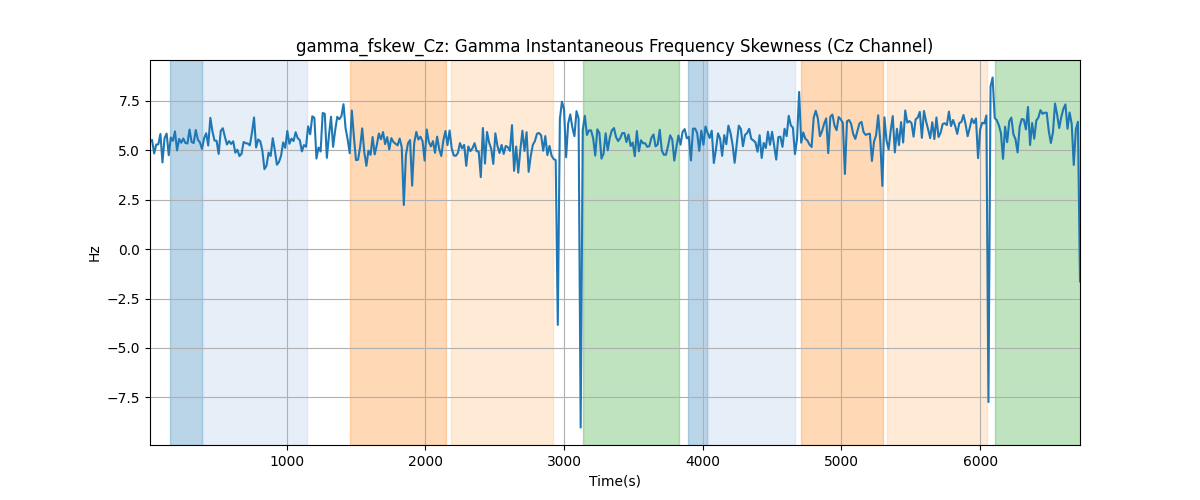 gamma_fskew_Cz: Gamma Instantaneous Frequency Skewness (Cz Channel)
7.5
5.0
2.5
0.0
−2.5
−5.0
−7.5
Hz
1000 2000 3000 4000 5000 6000
Time(s)